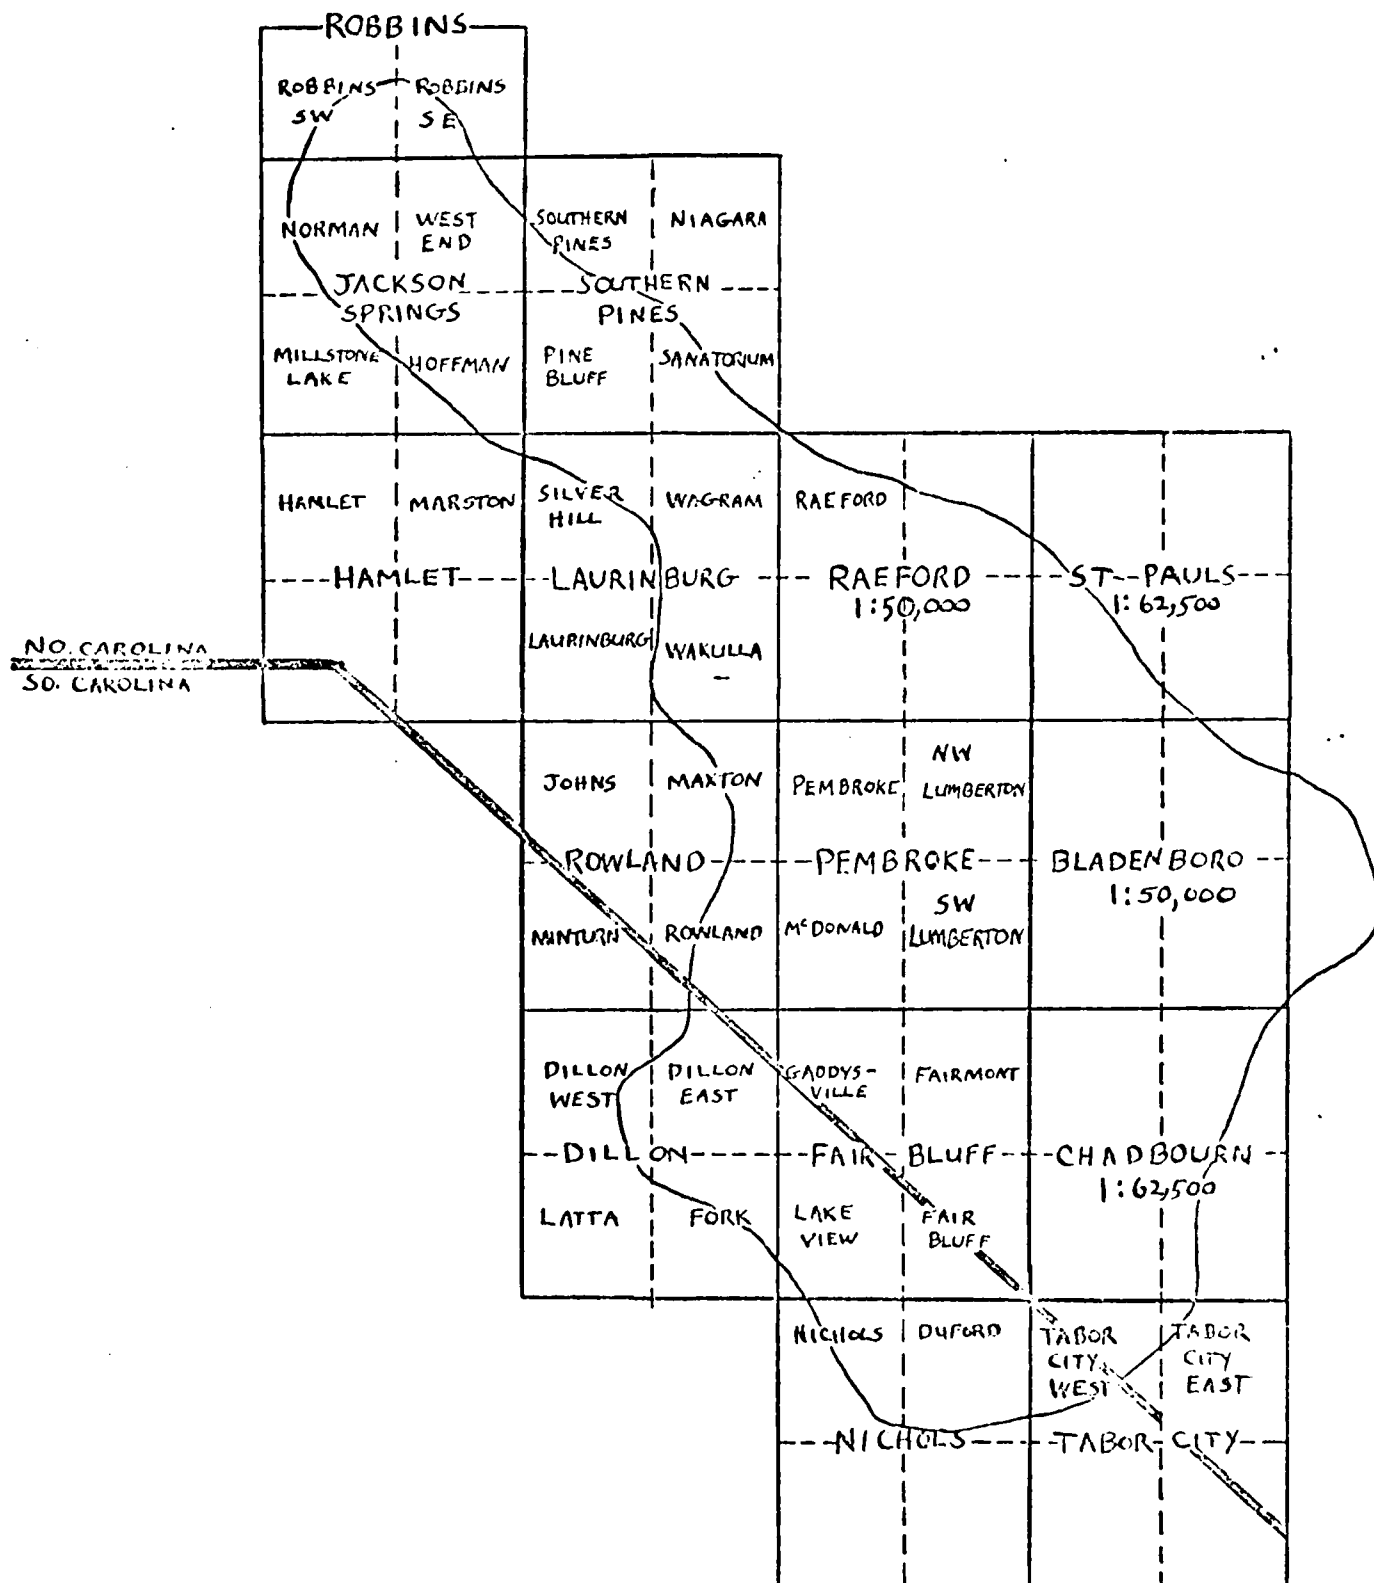 ROBBINS
ROBBINS ROBBINS
SW SE
NORMAN WEST END SOUTHERN PINES NIAGARA
JACKSON SPRINGS SOUTHERN PINES
MILLSTONE LAKE HOFFMAN PINE BLUFF SANATORIUM
HAMLET MARSTON SILVER HILL WAGRAM RAEFORD
HAMLET LAURINBURG RAEFORD ST PAULS
1:50,000 1:62,500
LAURINBURG WAKULLA
NO. CAROLINA
SO. CAROLINA
JOHNS MAXTON PEMBROKE NW LUMBERTON
ROWLAND PEMBROKE BLADENBORO
1:50,000
MINTURN ROWLAND McDONALD SW LUMBERTON
DILLON WEST DILLON EAST GADDYS-VILLE FAIRMONT
DILLON FAIR BLUFF CHADBOURN
1:62,500
LATTA FORK LAKE VIEW FAIR BLUFF
NICHOLS DUFORD TABOR CITY WEST TABOR CITY EAST
NICHOLS TABOR CITY